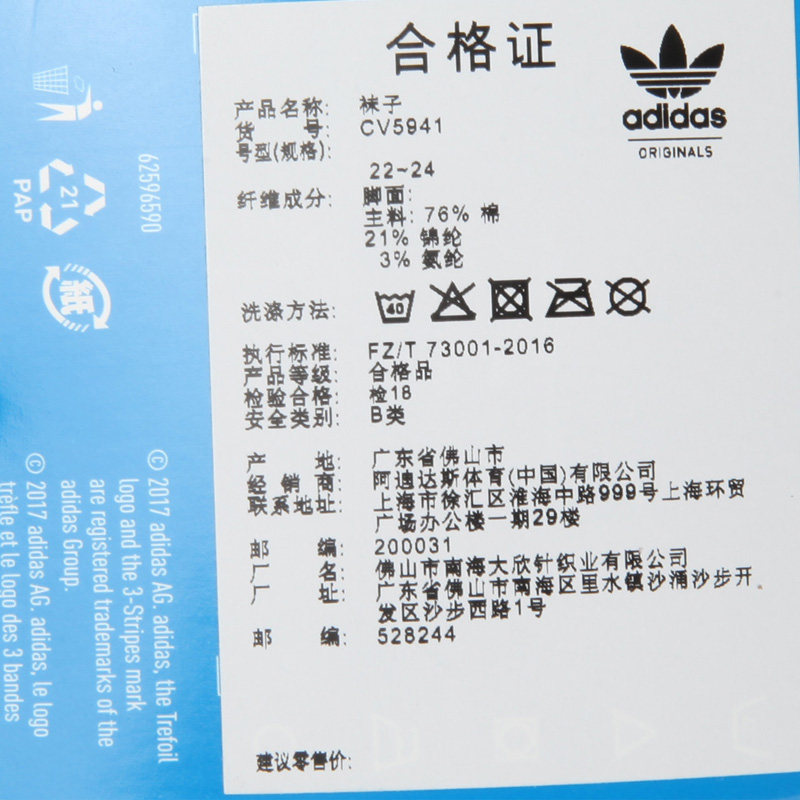 合格证
adidas
ORIGINALS
产品名称: 袜子
货 号: CV5941
号型(规格):
22~24
纤维成分: 脚面:
主料: 76% 棉
21% 锦纶
3% 氨纶
洗涤方法: 40
执行标准: FZ/T 73001-2016
产品等级: 合格品
检验合格: 检18
安全类别: B类
产 地: 广东省佛山市
经 销 商: 阿迪达斯体育(中国)有限公司
联系地址: 上海市徐汇区淮海中路999号上海环贸
广场办公楼一期29楼
邮 编: 200031
厂 名: 佛山市南海大欣针织业有限公司
厂 址: 广东省佛山市南海区里水镇沙涌沙步开
发区沙步西路1号
邮 编: 528244
建议零售价:
62596590
21
PAP
紙
© 2017 adidas AG. adidas, the Trefoil
logo and the 3-Stripes mark
are registered trademarks of the
adidas Group.
© 2017 adidas AG. adidas, le logo
trèfle et le logo des 3 bandes